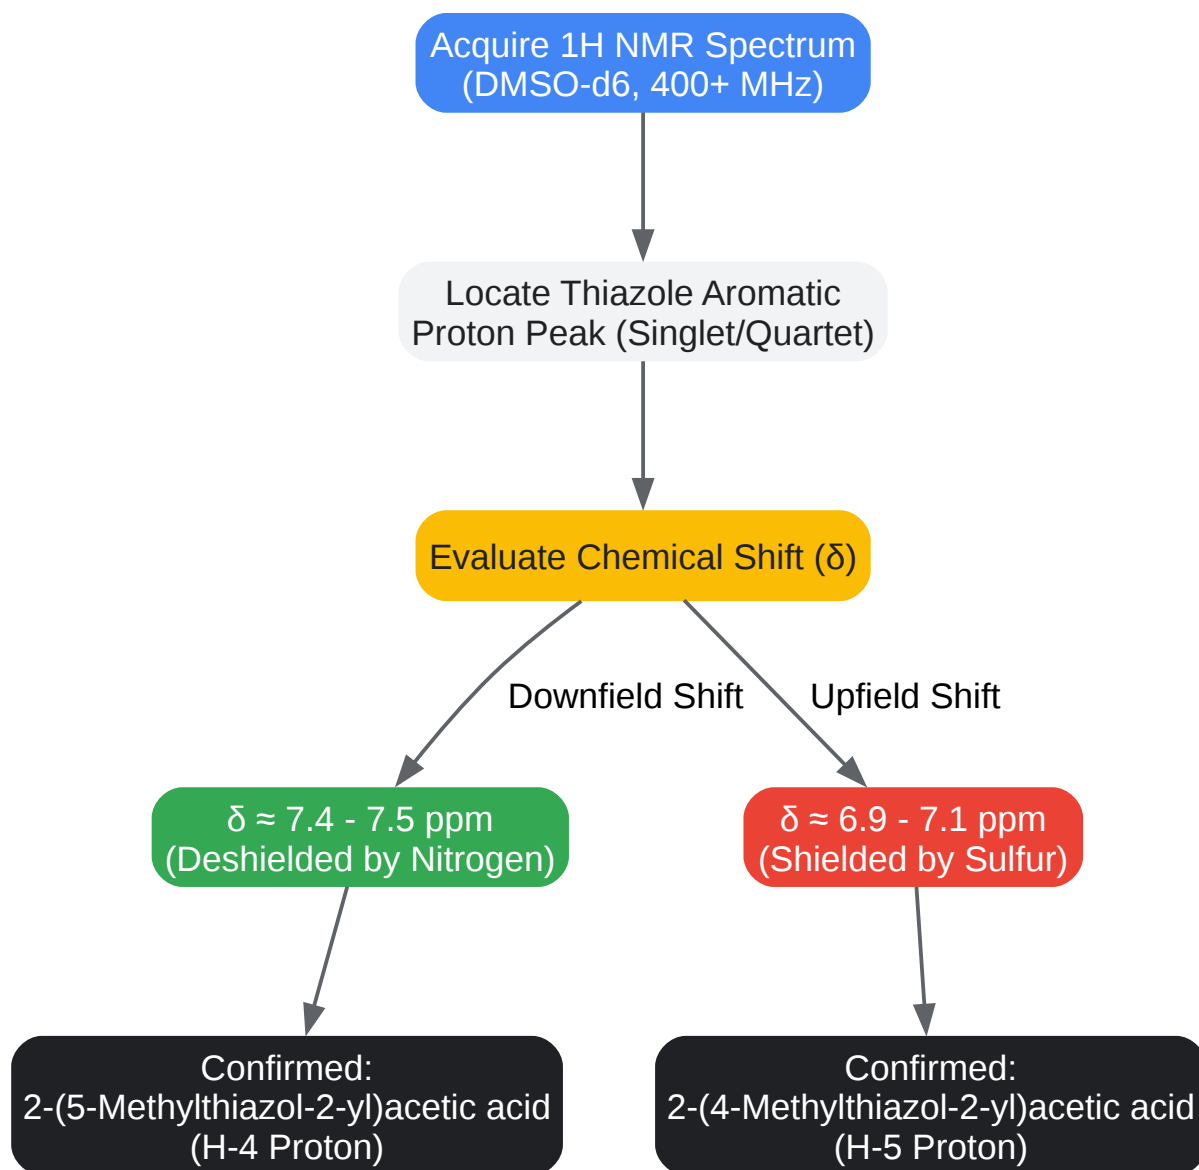 Acquire 1H NMR Spectrum
(DMSO-d6, 400+ MHz)
Locate Thiazole Aromatic
Proton Peak (Singlet/Quartet)
Evaluate Chemical Shift (δ)
Downfield Shift
Upfield Shift
δ ≈ 7.4 - 7.5 ppm
(Deshielded by Nitrogen)
δ ≈ 6.9 - 7.1 ppm
(Shielded by Sulfur)
Confirmed:
2-(5-Methylthiazol-2-yl)acetic acid
(H-4 Proton)
Confirmed:
2-(4-Methylthiazol-2-yl)acetic acid
(H-5 Proton)